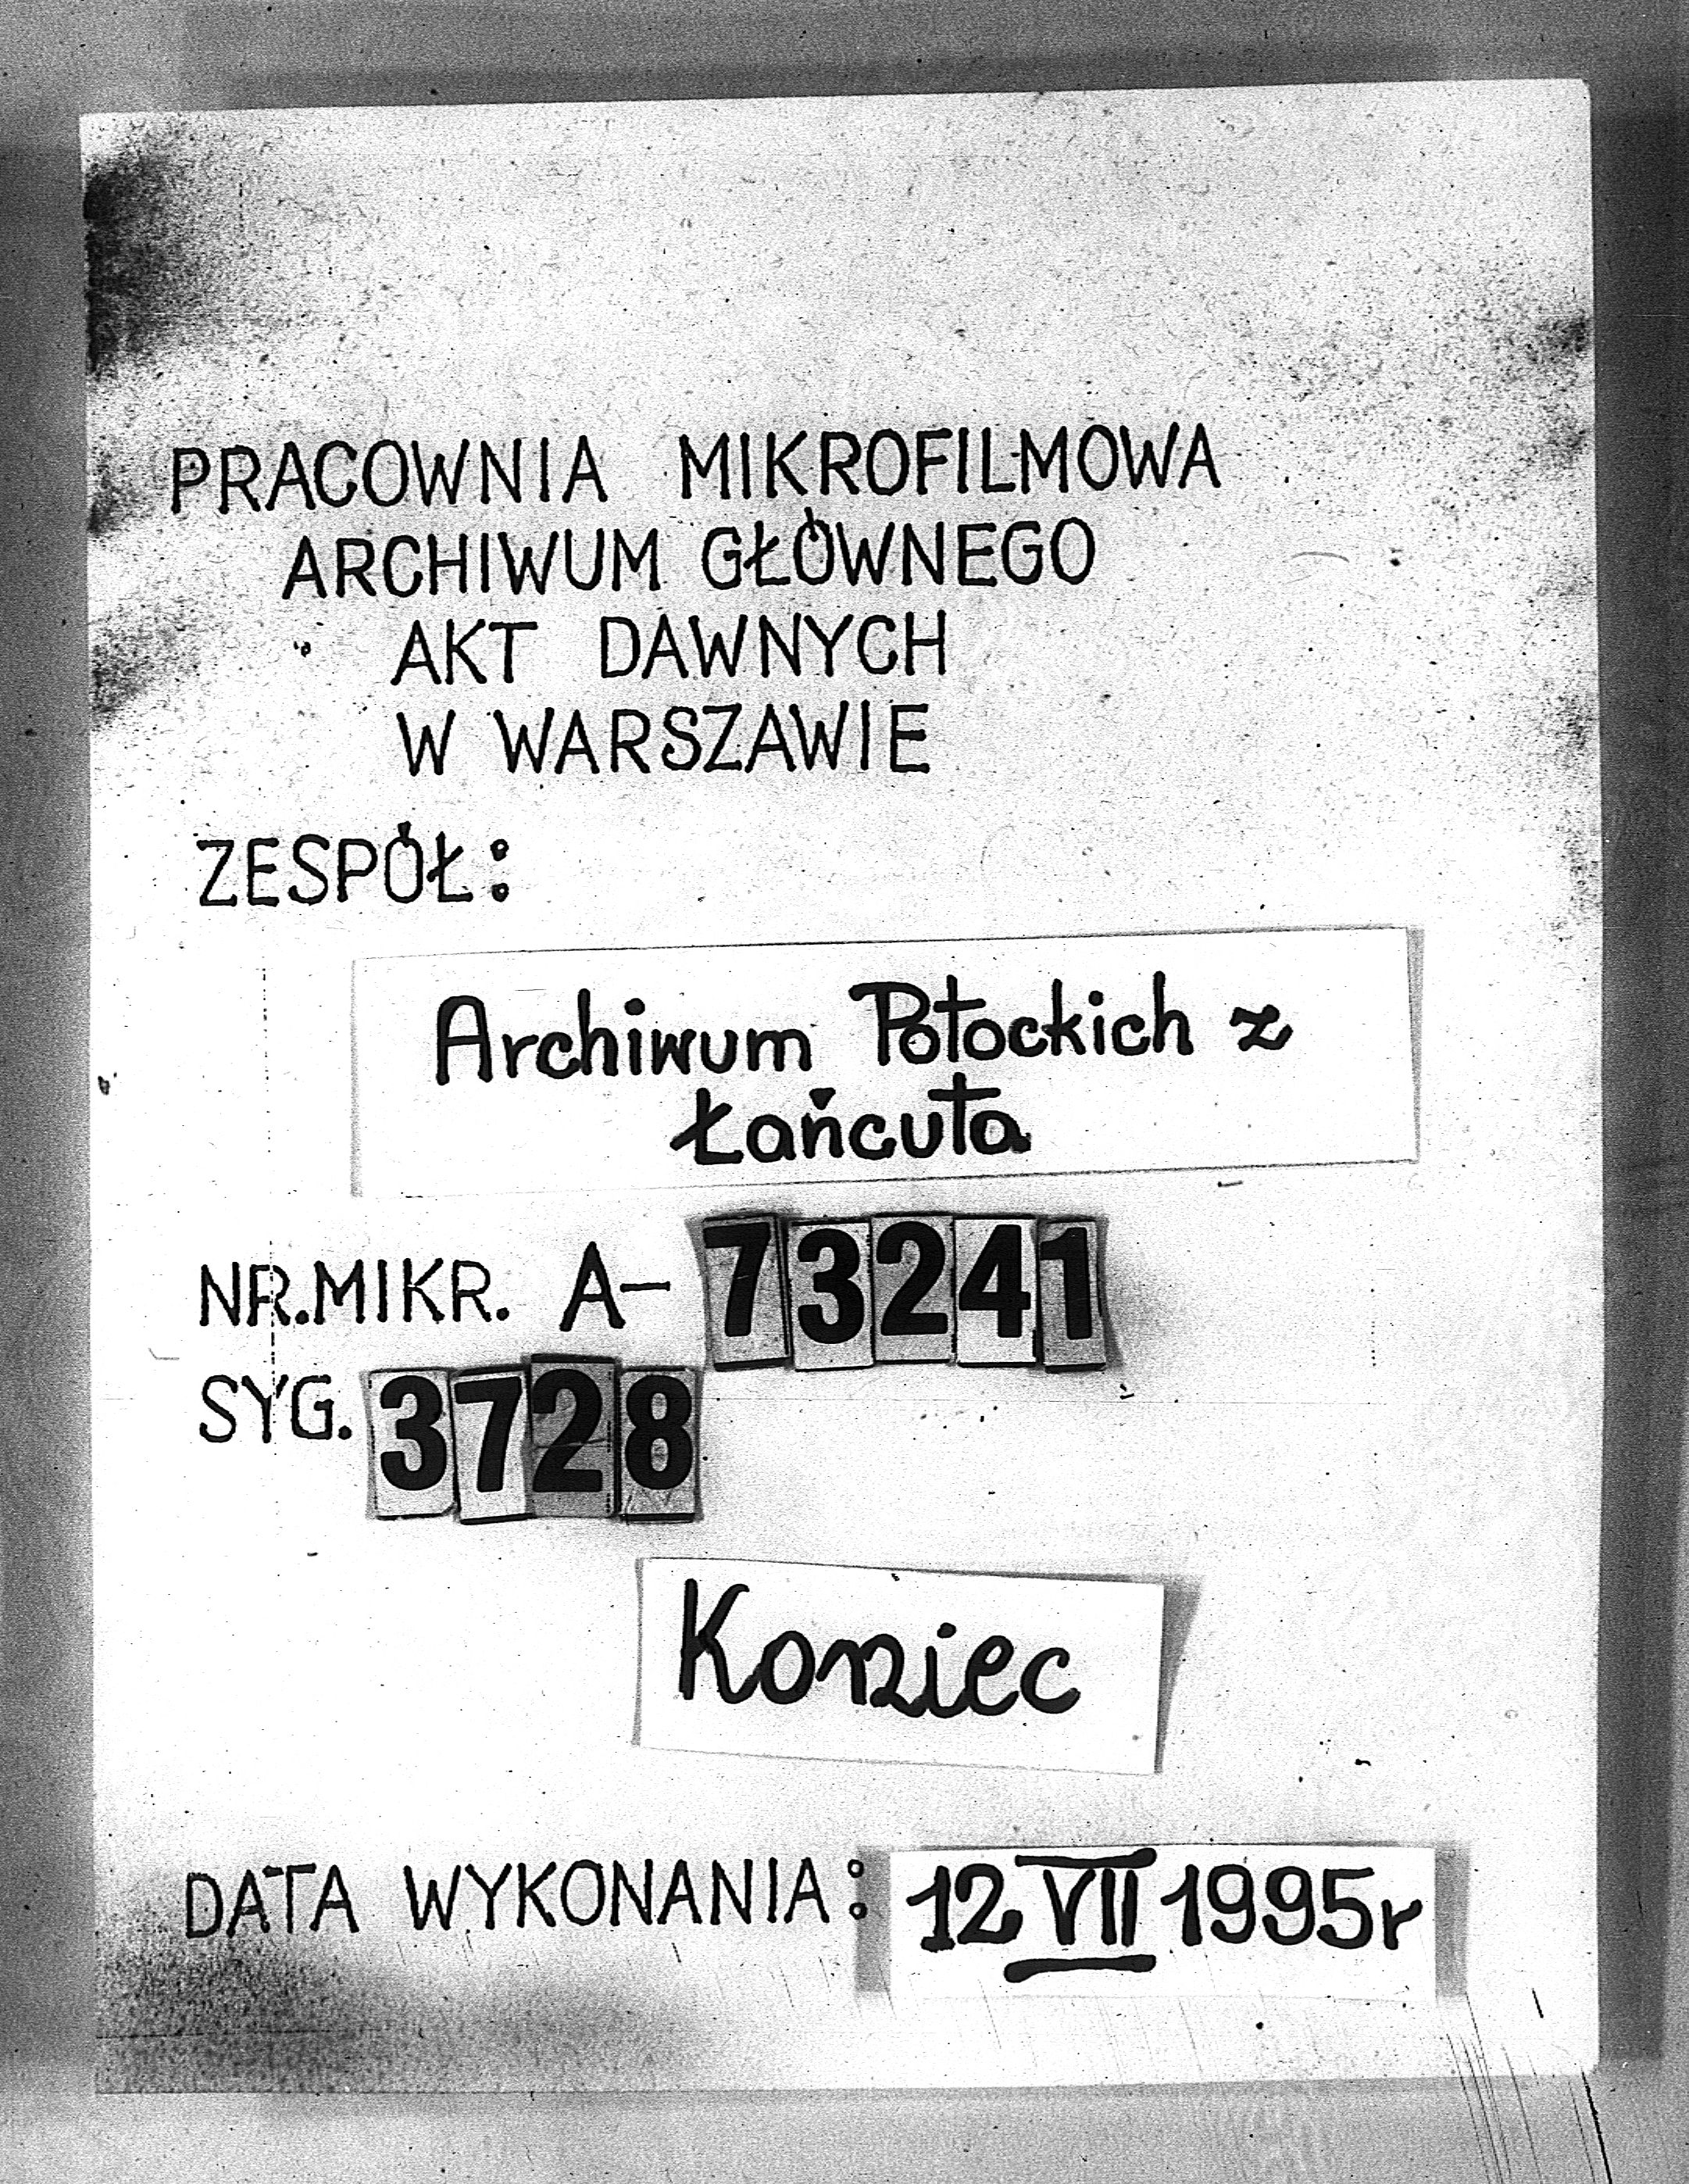 PRACOWNIA MIKROFILMOWA
ARCHIWUM GŁÓWNEGO
AKT DAWNYCH
W WARSZAWIE
ZESPÓŁ:
Archiwum Potockich z
Łańcuta
NR. MIKR. A- 73241
SYG. 3728
Koniec
DATA WYKONANIA: 12 VII 1995r